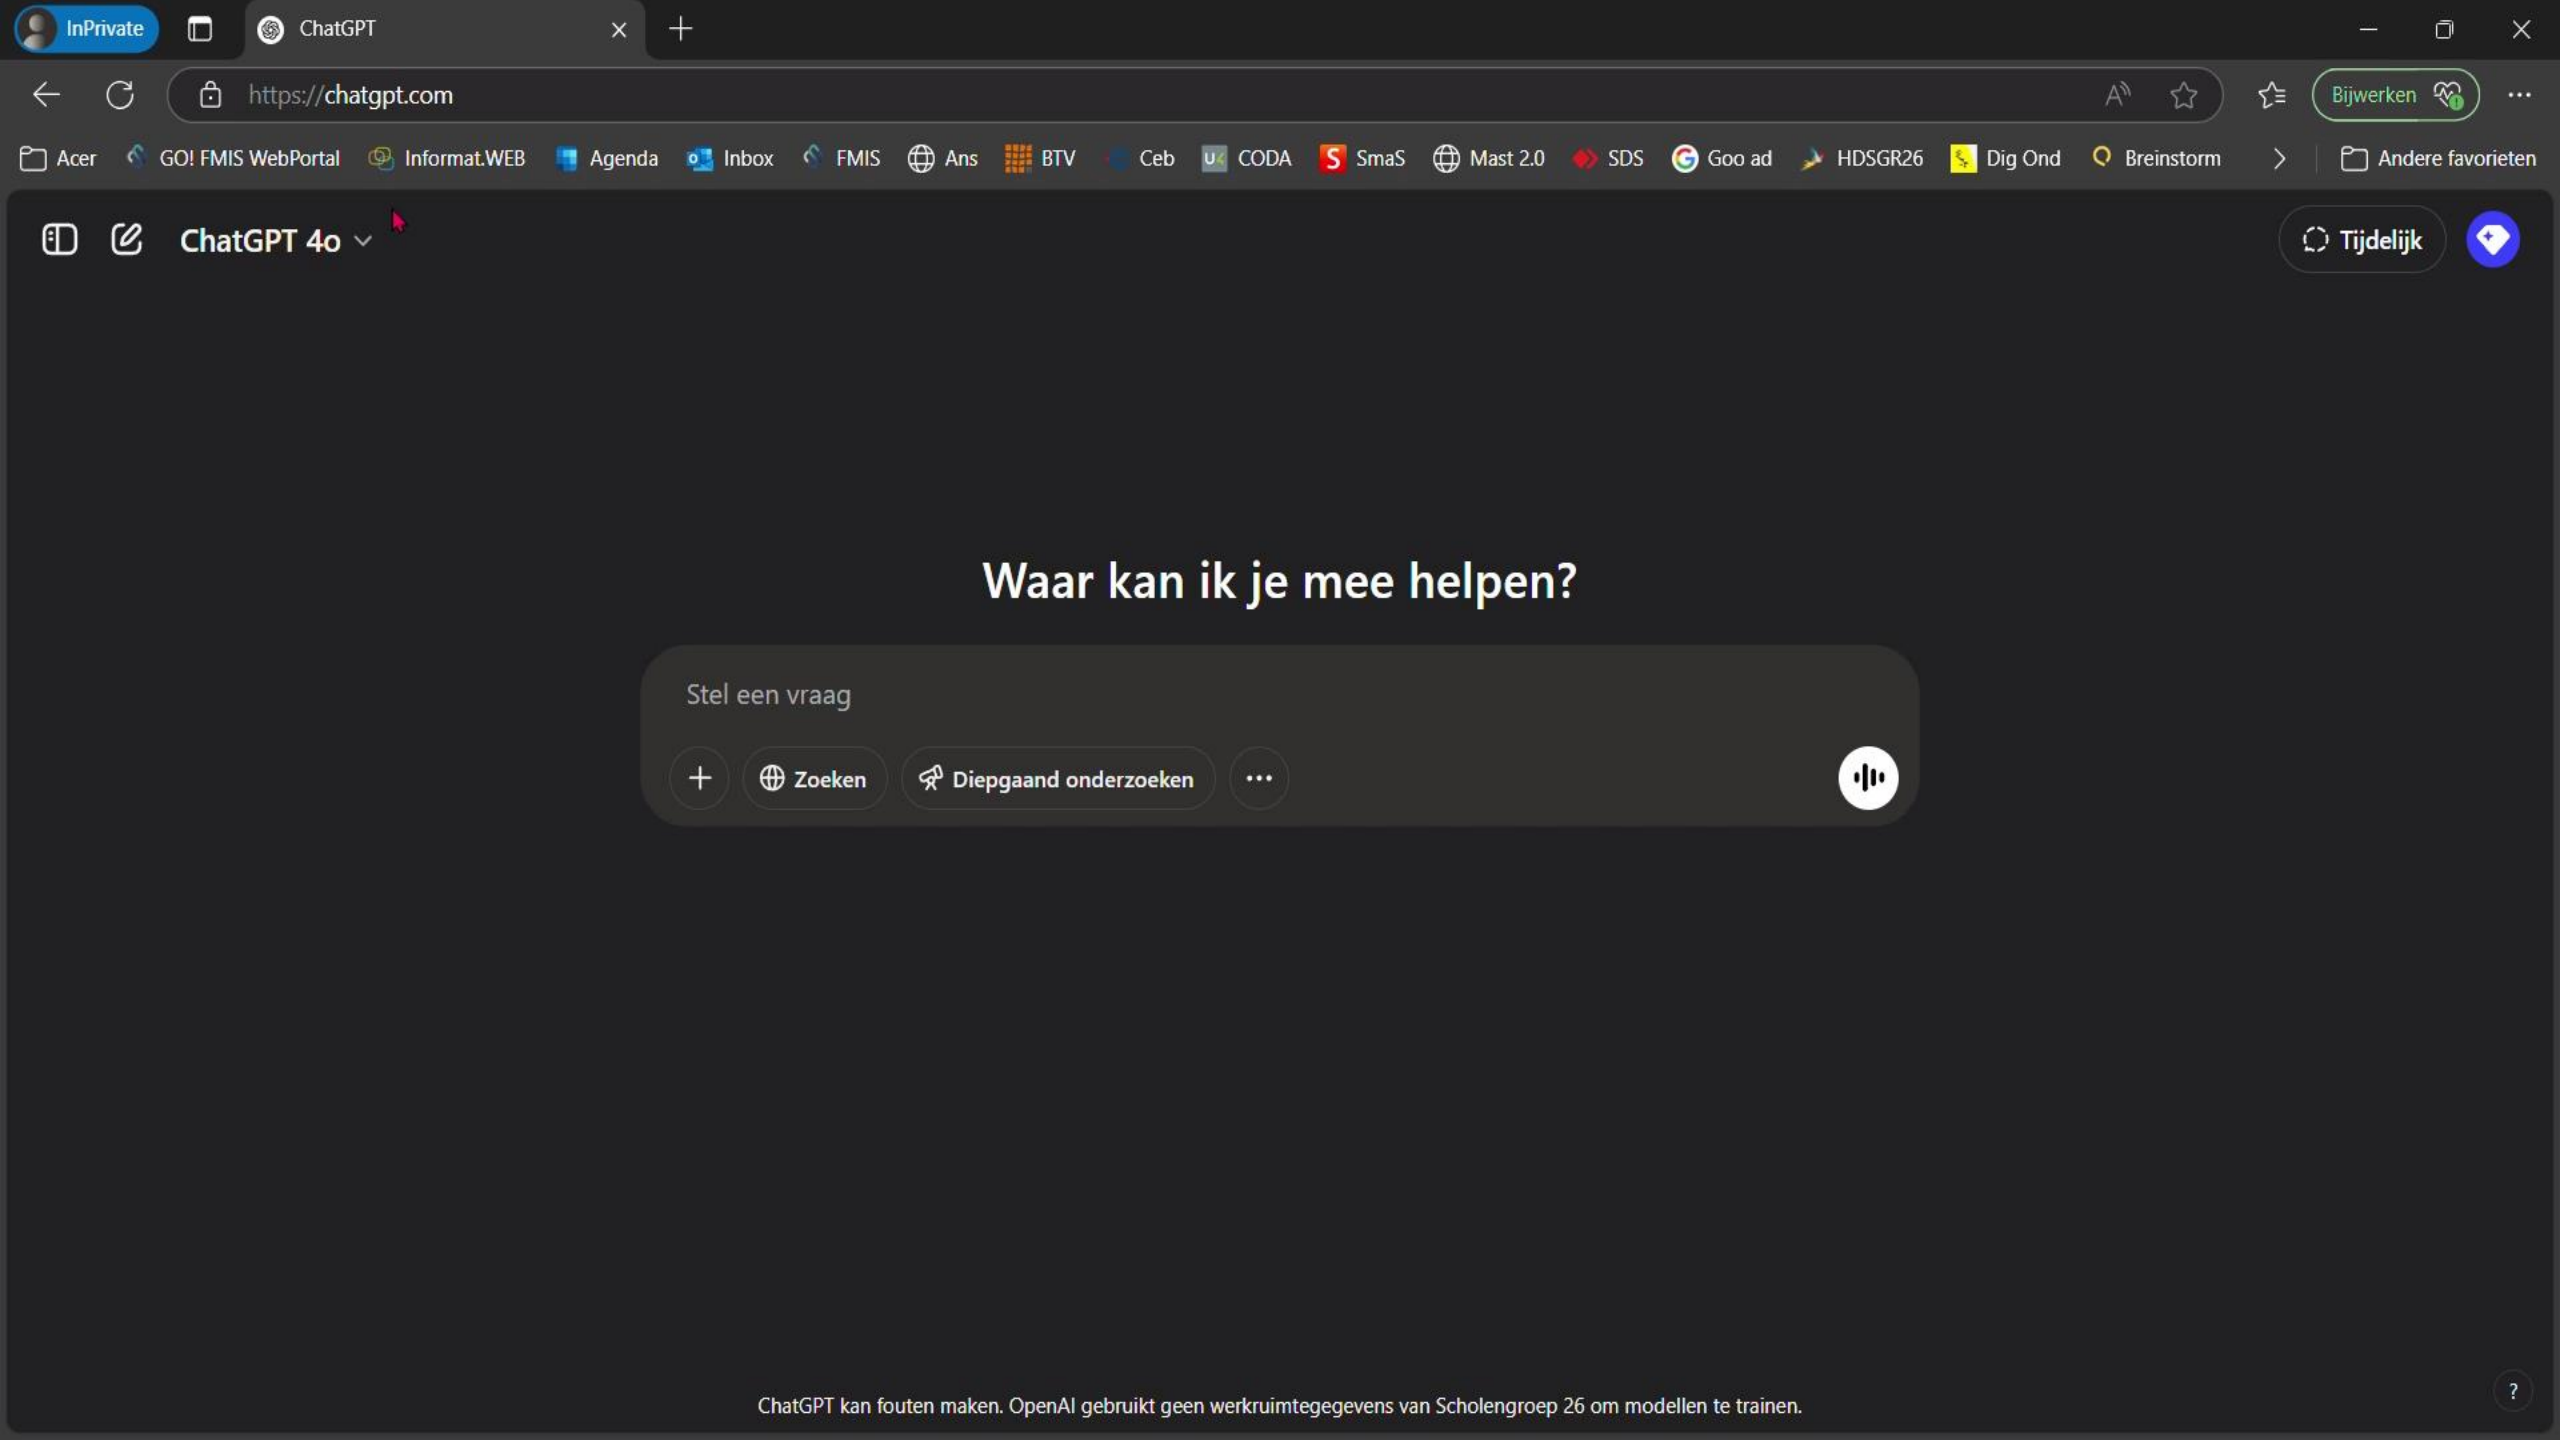 InPrivate
ChatGPT
https://chatgpt.com
Bijwerken
Acer
GO! FMIS WebPortal
Informat.WEB
Agenda
Inbox
FMIS
Ans
BTV
Ceb
U4 CODA
S SmaS
Mast 2.0
SDS
Goo ad
HDSGR26
Dig Ond
Breinstorm
Andere favorieten
ChatGPT 4o
Tijdelijk
Waar kan ik je mee helpen?
Stel een vraag
Zoeken
Diepgaand onderzoeken
ChatGPT kan fouten maken. OpenAI gebruikt geen werkruimtegegevens van Scholengroep 26 om modellen te trainen.
?